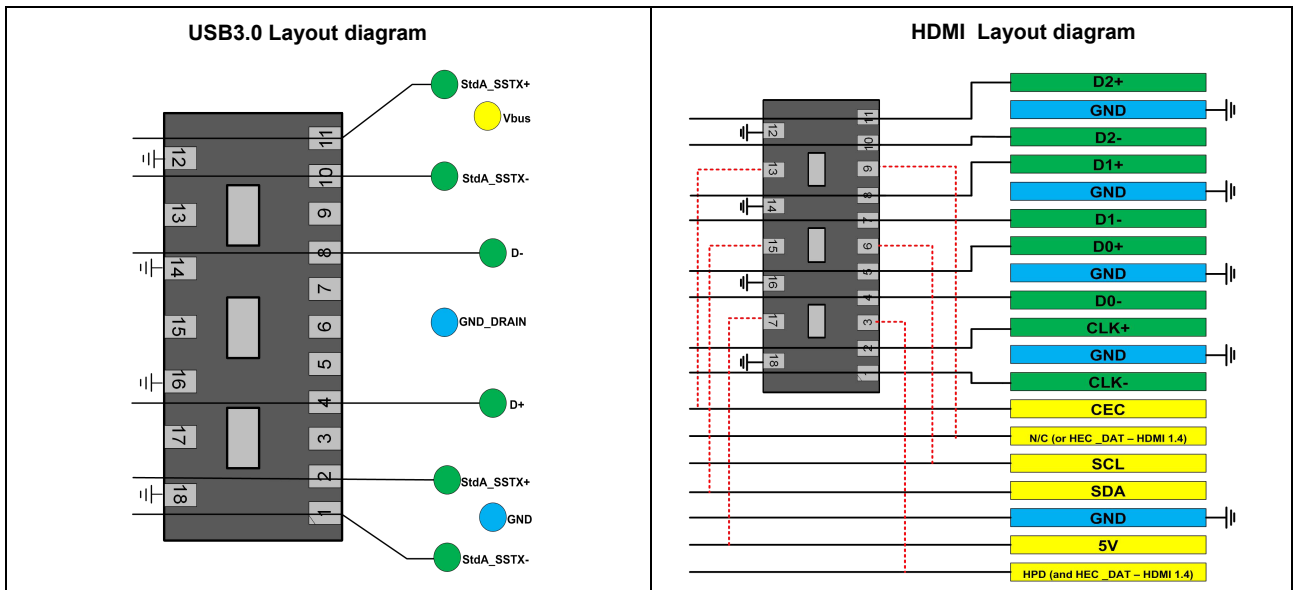 USB3.0 Layout diagram
StdA_SSTX+
Vbus
StdA_SSTX-
D-
GND_DRAIN
D+
StdA_SSTX+
GND
StdA_SSTX-
12
13
14
15
16
17
18
11
10
9
8
7
6
5
4
3
2
1
HDMI Layout diagram
12
13
14
15
16
17
18
11
10
9
8
7
6
5
4
3
2
1
D2+
GND
D2-
D1+
GND
D1-
D0+
GND
D0-
CLK+
GND
CLK-
CEC
N/C (or HEC _DAT – HDMI 1.4)
SCL
SDA
GND
5V
HPD (and HEC _DAT – HDMI 1.4)